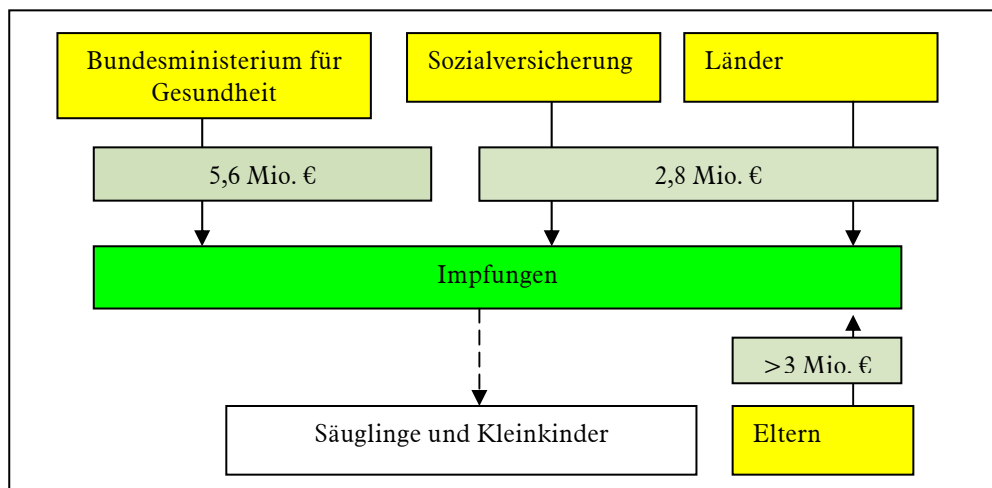 Bundesministerium für
Gesundheit
Sozialversicherung
Länder
5,6 Mio. €
2,8 Mio. €
Impfungen
>3 Mio. €
Säuglinge und Kleinkinder
Eltern